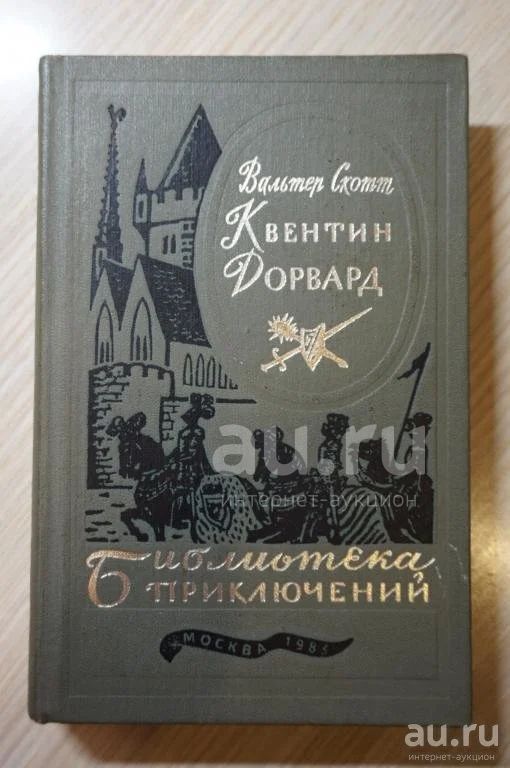 Вальтер Скотт
Квентин
Дорвард
au.ru
интернет-аукцион
Библиотека
приключений
МОСКВА 1985
au.ru
интернет-аукцион